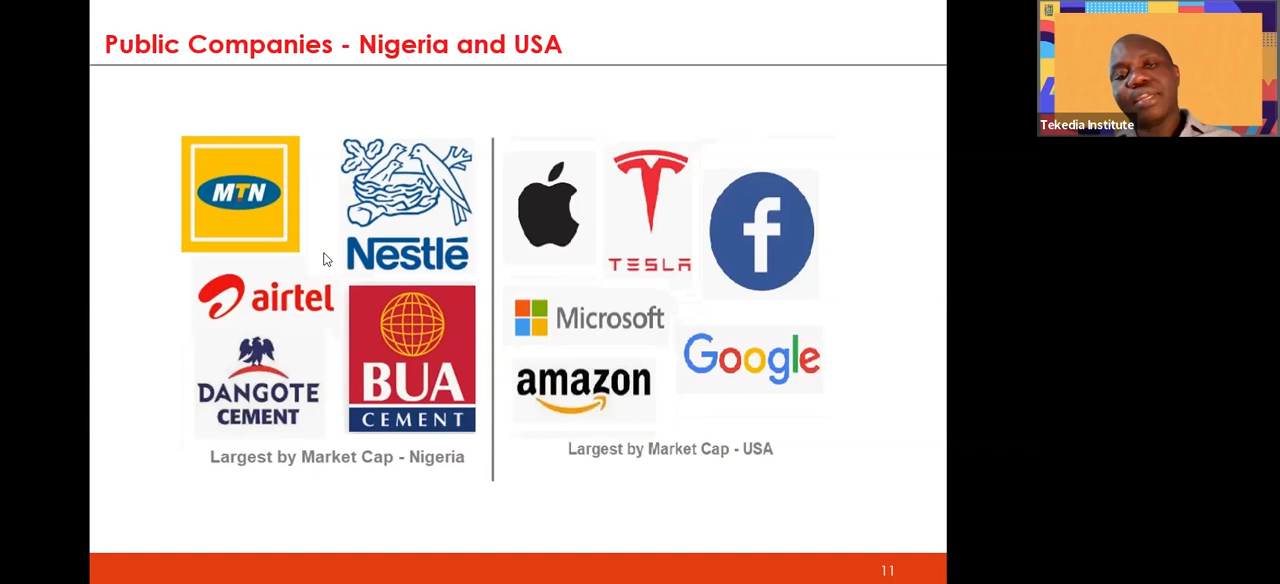 Public Companies - Nigeria and USA
Tekedia Institute
MTN
Nestlé
airtel
DANGOTE
CEMENT
BUA
CEMENT
Largest by Market Cap - Nigeria
TESLA
f
Microsoft
Google
amazon
Largest by Market Cap - USA
11